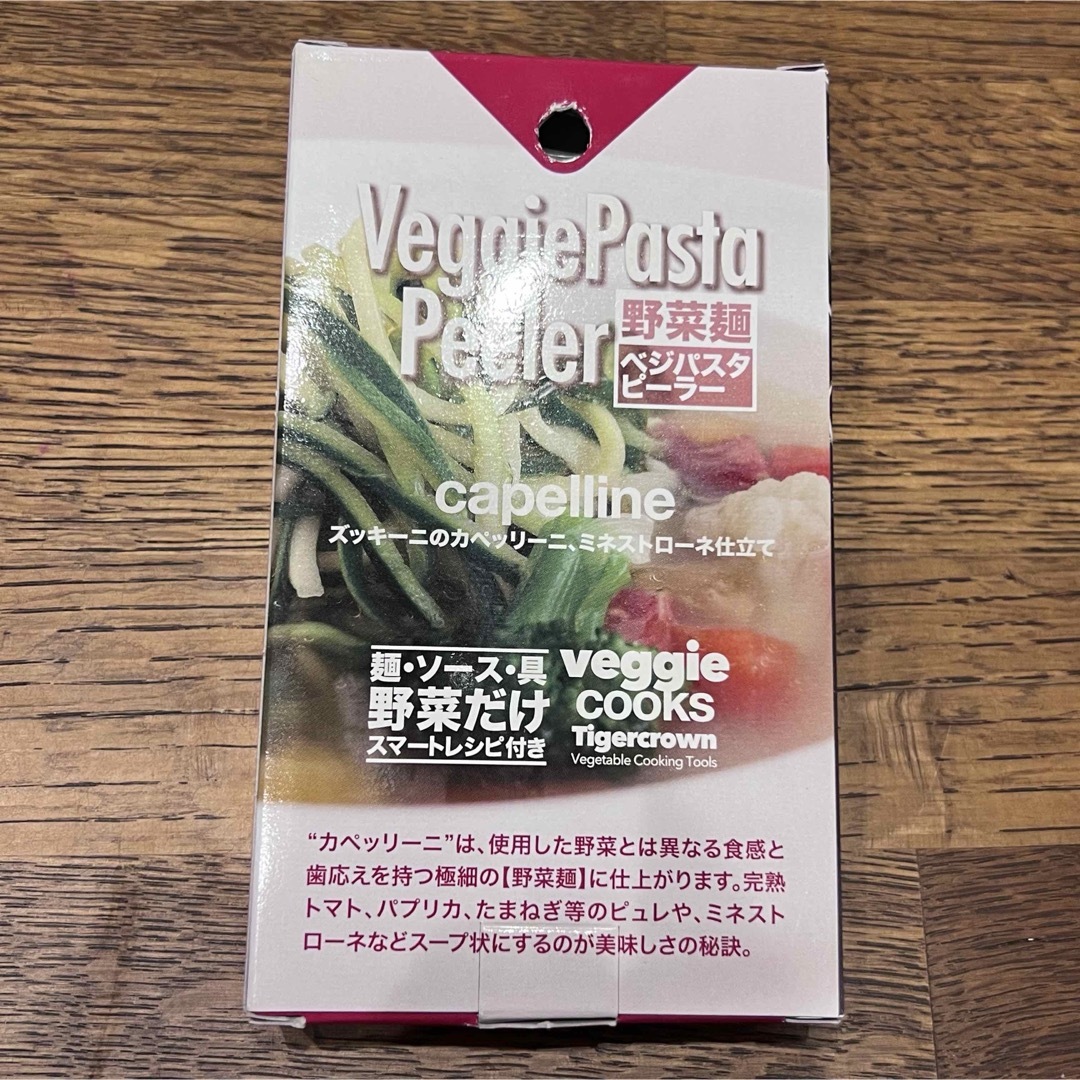 VeggiePasta
Peeler
野菜麺
ベジパスタ
ピーラー
capelline
ズッキーニのカペッリーニ、ミネストローネ仕立て
麺・ソース・具
野菜だけ
スマートレシピ付き
veggie
cooks
Tigercrown
Vegetable Cooking Tools
“カペッリーニ”は、使用した野菜とは異なる食感と
歯応えを持つ極細の【野菜麺】に仕上がります。完熟
トマト、パプリカ、たまねぎ等のピュレや、ミネスト
ローネなどスープ状にするのが美味しさの秘訣。